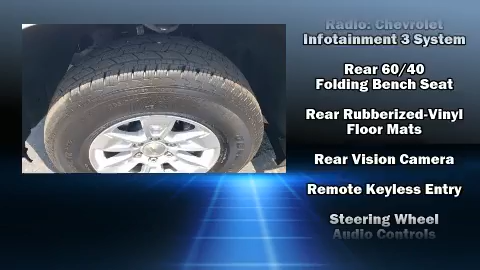 Radio: Chevrolet
Infotainment 3 System
Rear 60/40
Folding Bench Seat
Rear Rubberized-Vinyl
Floor Mats
Rear Vision Camera
Remote Keyless Entry
Steering Wheel
Audio Controls